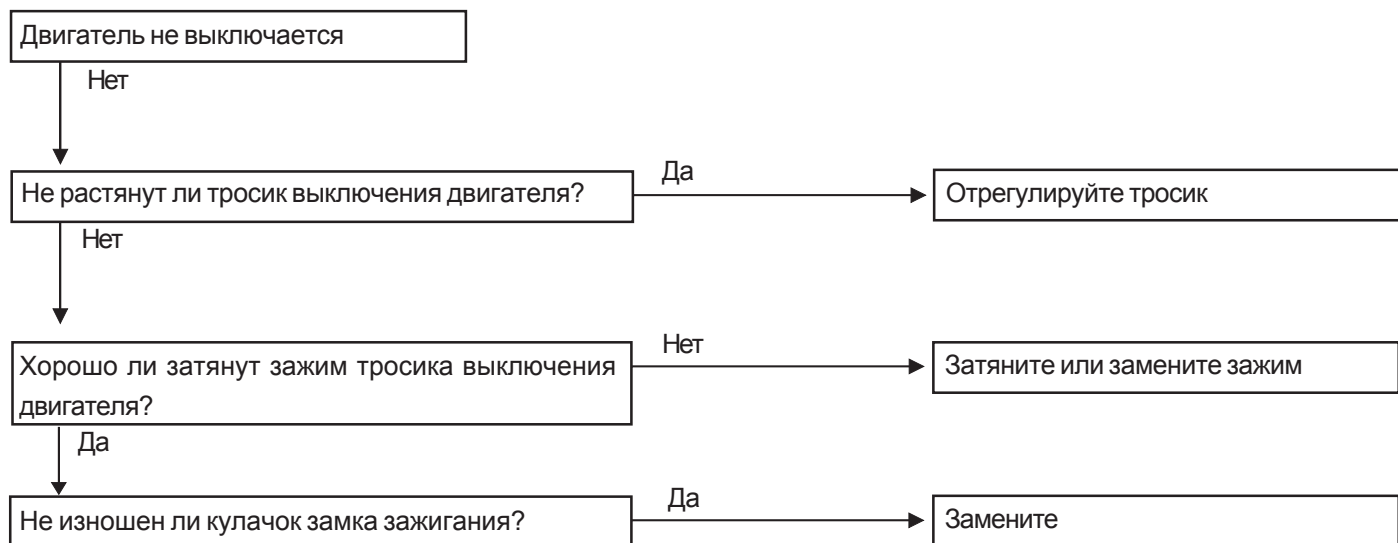 Двигатель не выключается
Нет
Не растянут ли тросик выключения двигателя?
Да
Отрегулируйте тросик
Нет
Хорошо ли затянут зажим тросика выключения
двигателя?
Нет
Затяните или замените зажим
Да
Не изношен ли кулачок замка зажигания?
Да
Замените